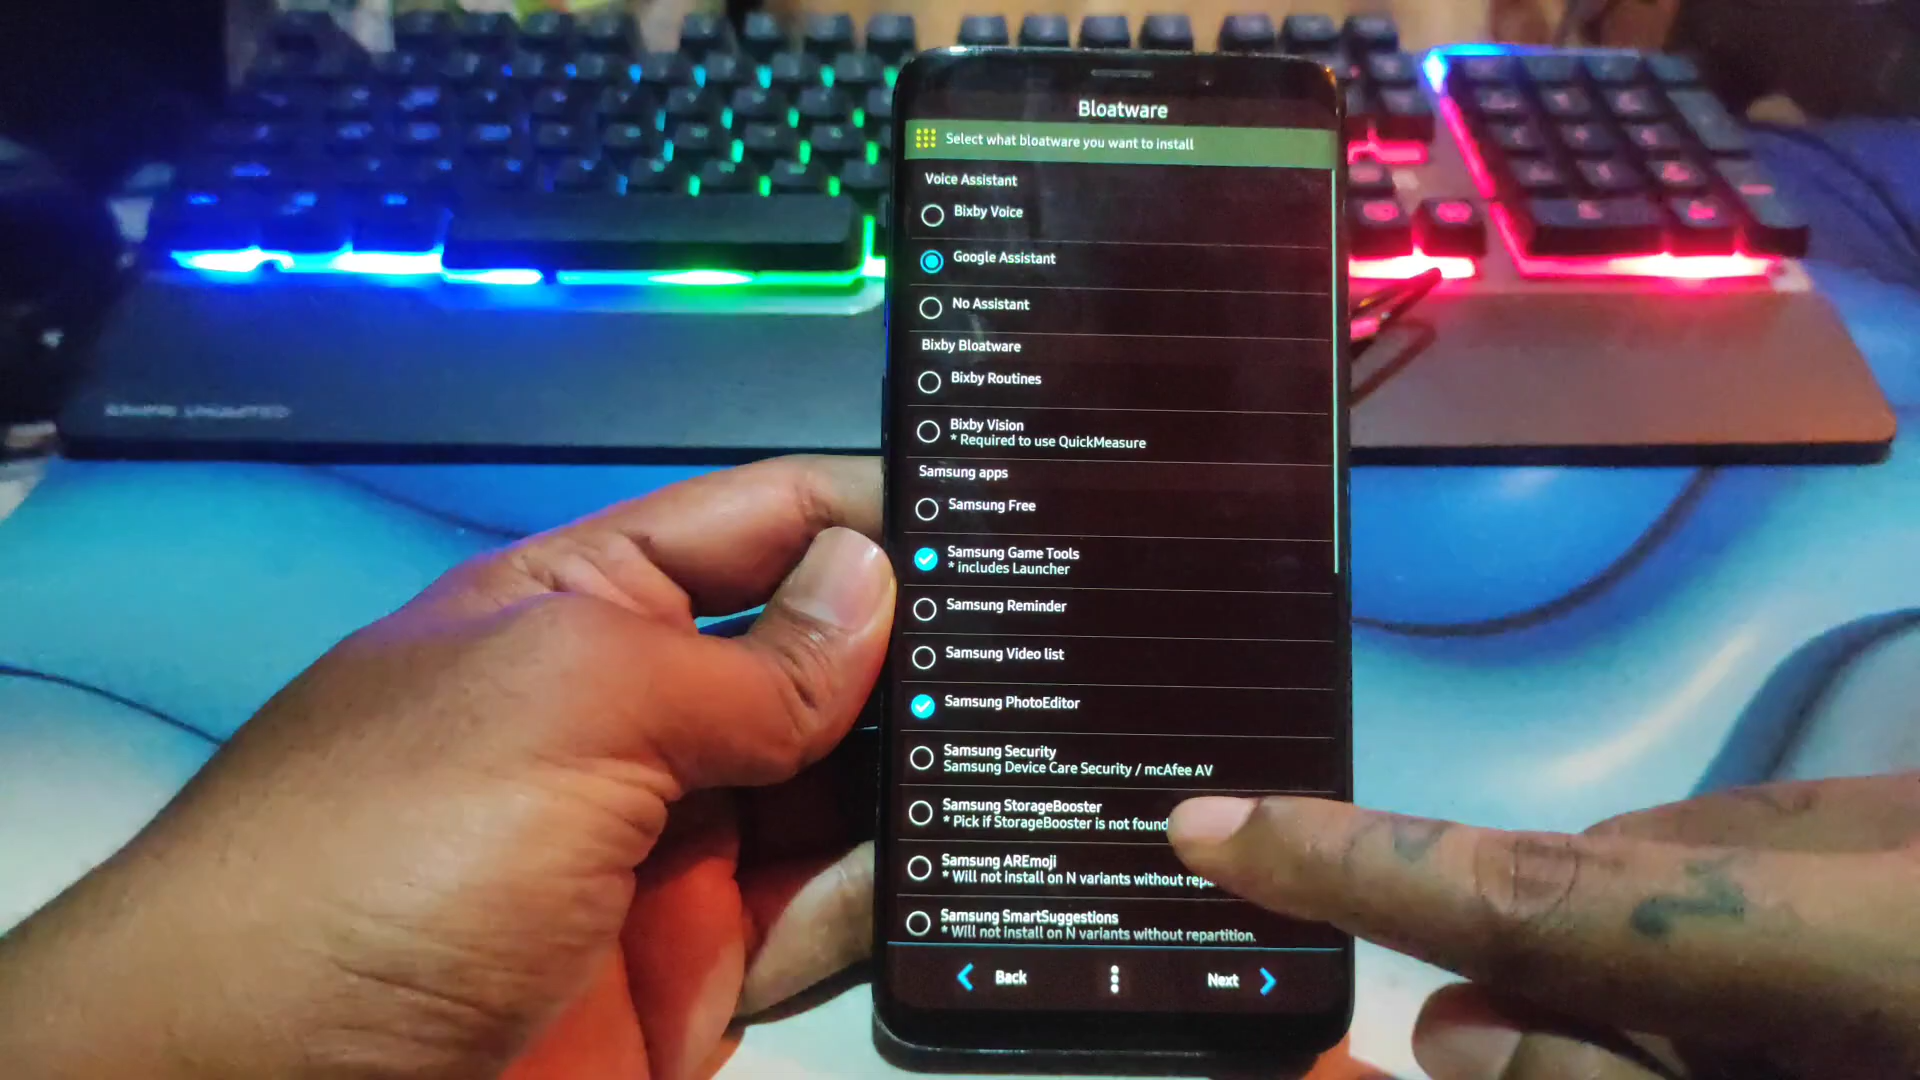 Bloatware
Select what bloatware you want to install
Voice Assistant
Bixby Voice
Google Assistant
No Assistant
Bixby Bloatware
Bixby Routines
Bixby Vision
* Required to use QuickMeasure
Samsung apps
Samsung Free
Samsung Game Tools
* includes Launcher
Samsung Reminder
Samsung Video list
Samsung PhotoEditor
Samsung Security
Samsung Device Care Security / mcAfee AV
Samsung StorageBooster
* Pick if StorageBooster is not found
Samsung AREmoji
* Will not install on N variants without
Samsung SmartSuggestions
* Will not install on N variants without repartition.
Back
Next